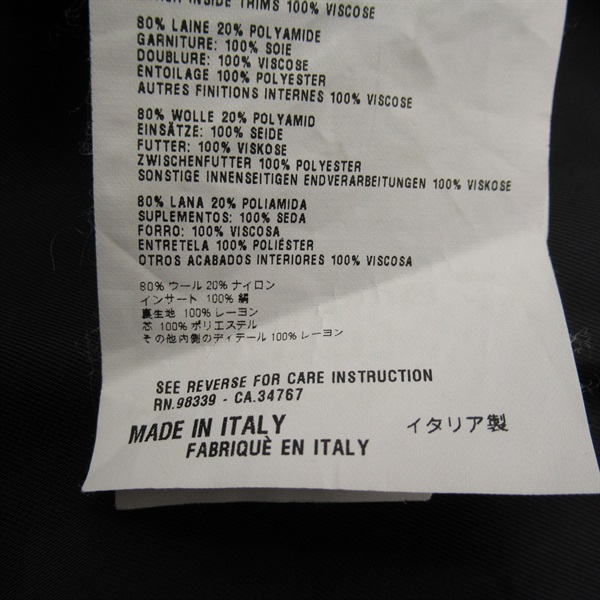 INSIDE TRIMS 100% VISCOSE
80% LAINE 20% POLYAMIDE
GARNITURE: 100% SOIE
DOUBLURE: 100% VISCOSE
ENTOILAGE 100% POLYESTER
AUTRES FINITIONS INTERNES 100% VISCOSE
80% WOLLE 20% POLYAMID
EINSÄTZE: 100% SEIDE
FUTTER: 100% VISKOSE
ZWISCHENFUTTER 100% POLYESTER
SONSTIGE INNENSEITIGEN ENDVERARBEITUNGEN 100% VISKOSE
80% LANA 20% POLIAMIDA
SUPLEMENTOS: 100% SEDA
FORRO: 100% VISCOSA
ENTRETELA 100% POLIÉSTER
OTROS ACABADOS INTERIORES 100% VISCOSA
80% ウール 20% ナイロン
インサート 100% 絹
裏生地 100% レーヨン
芯 100% ポリエステル
その他内側のディテール 100% レーヨン
SEE REVERSE FOR CARE INSTRUCTION
RN.98339 - CA.34767
MADE IN ITALY イタリア製
FABRIQUÈ EN ITALY